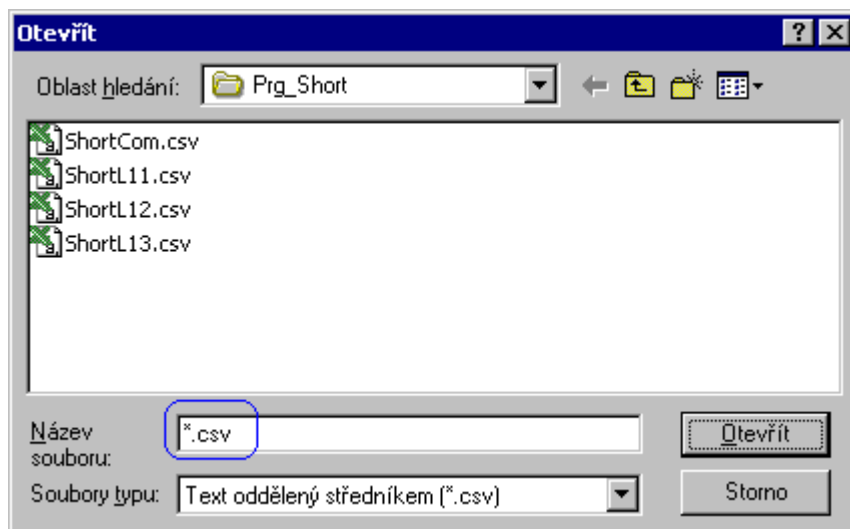 Otevřít
Oblast hledání: Prg_Short
ShortCom.csv
ShortL11.csv
ShortL12.csv
ShortL13.csv
Název souboru: *.csv
Otevřít
Soubory typu: Text oddělený středníkem (*.csv)
Storno